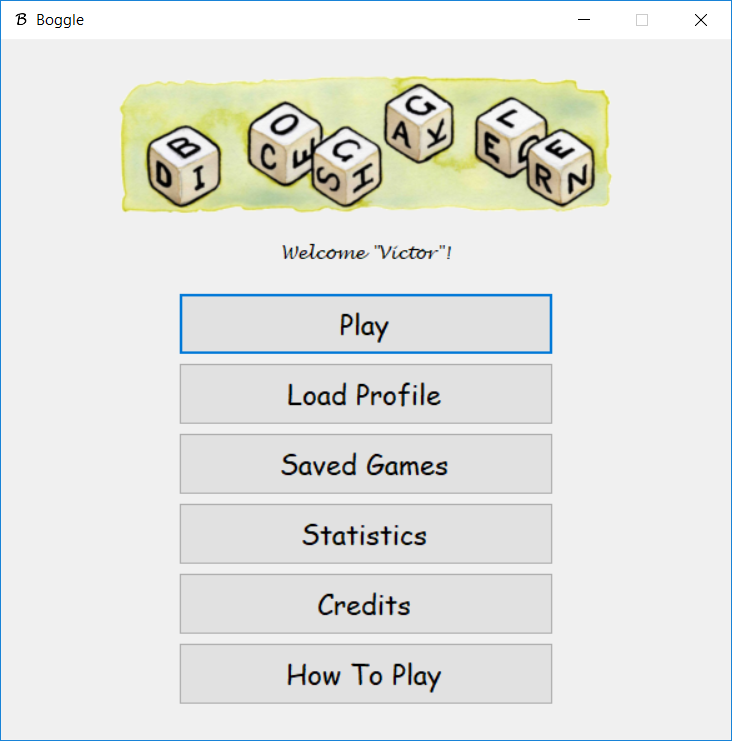 Boggle
B
D I
O
C E
G
S H
G
A K
L
E
E
R N
Welcome "Victor"!
Play
Load Profile
Saved Games
Statistics
Credits
How To Play